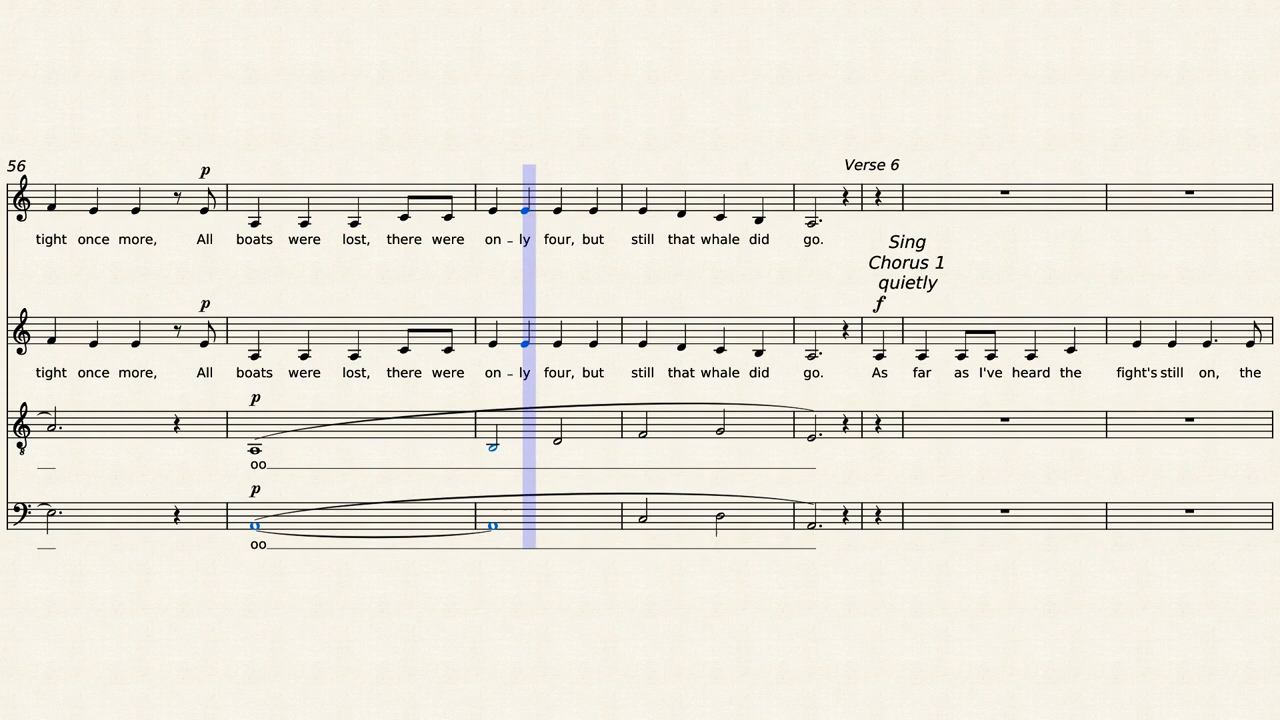 56
p
Verse 6
tight once more, All boats were lost, there were on - ly four, but still that whale did go.
Sing
Chorus 1
quietly
p
f
tight once more, All boats were lost, there were on - ly four, but still that whale did go. As far as I've heard the fight's still on, the
p
8
oo
p
oo